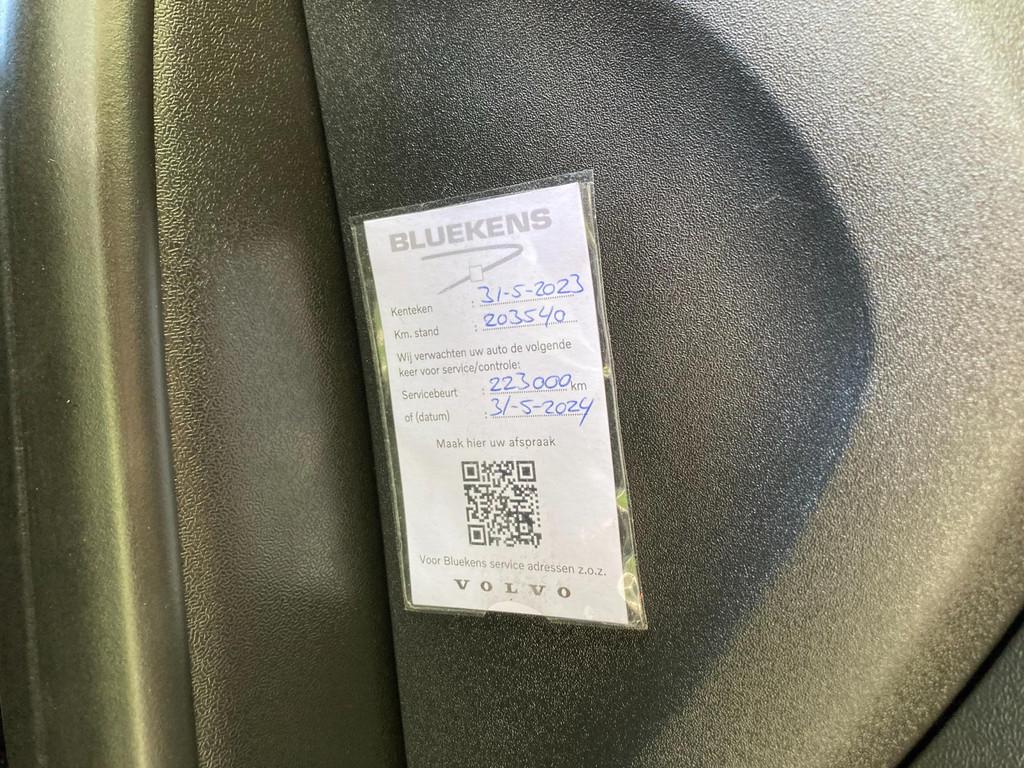 BLUEKENS
Kenteken : 31-5-2023
Km. stand : 203540
Wij verwachten uw auto de volgende
keer voor service/controle:
Servicebeurt : 223000 km
of (datum) : 31-5-2024
Maak hier uw afspraak
Voor Bluekens service adressen z.o.z.
VOLVO